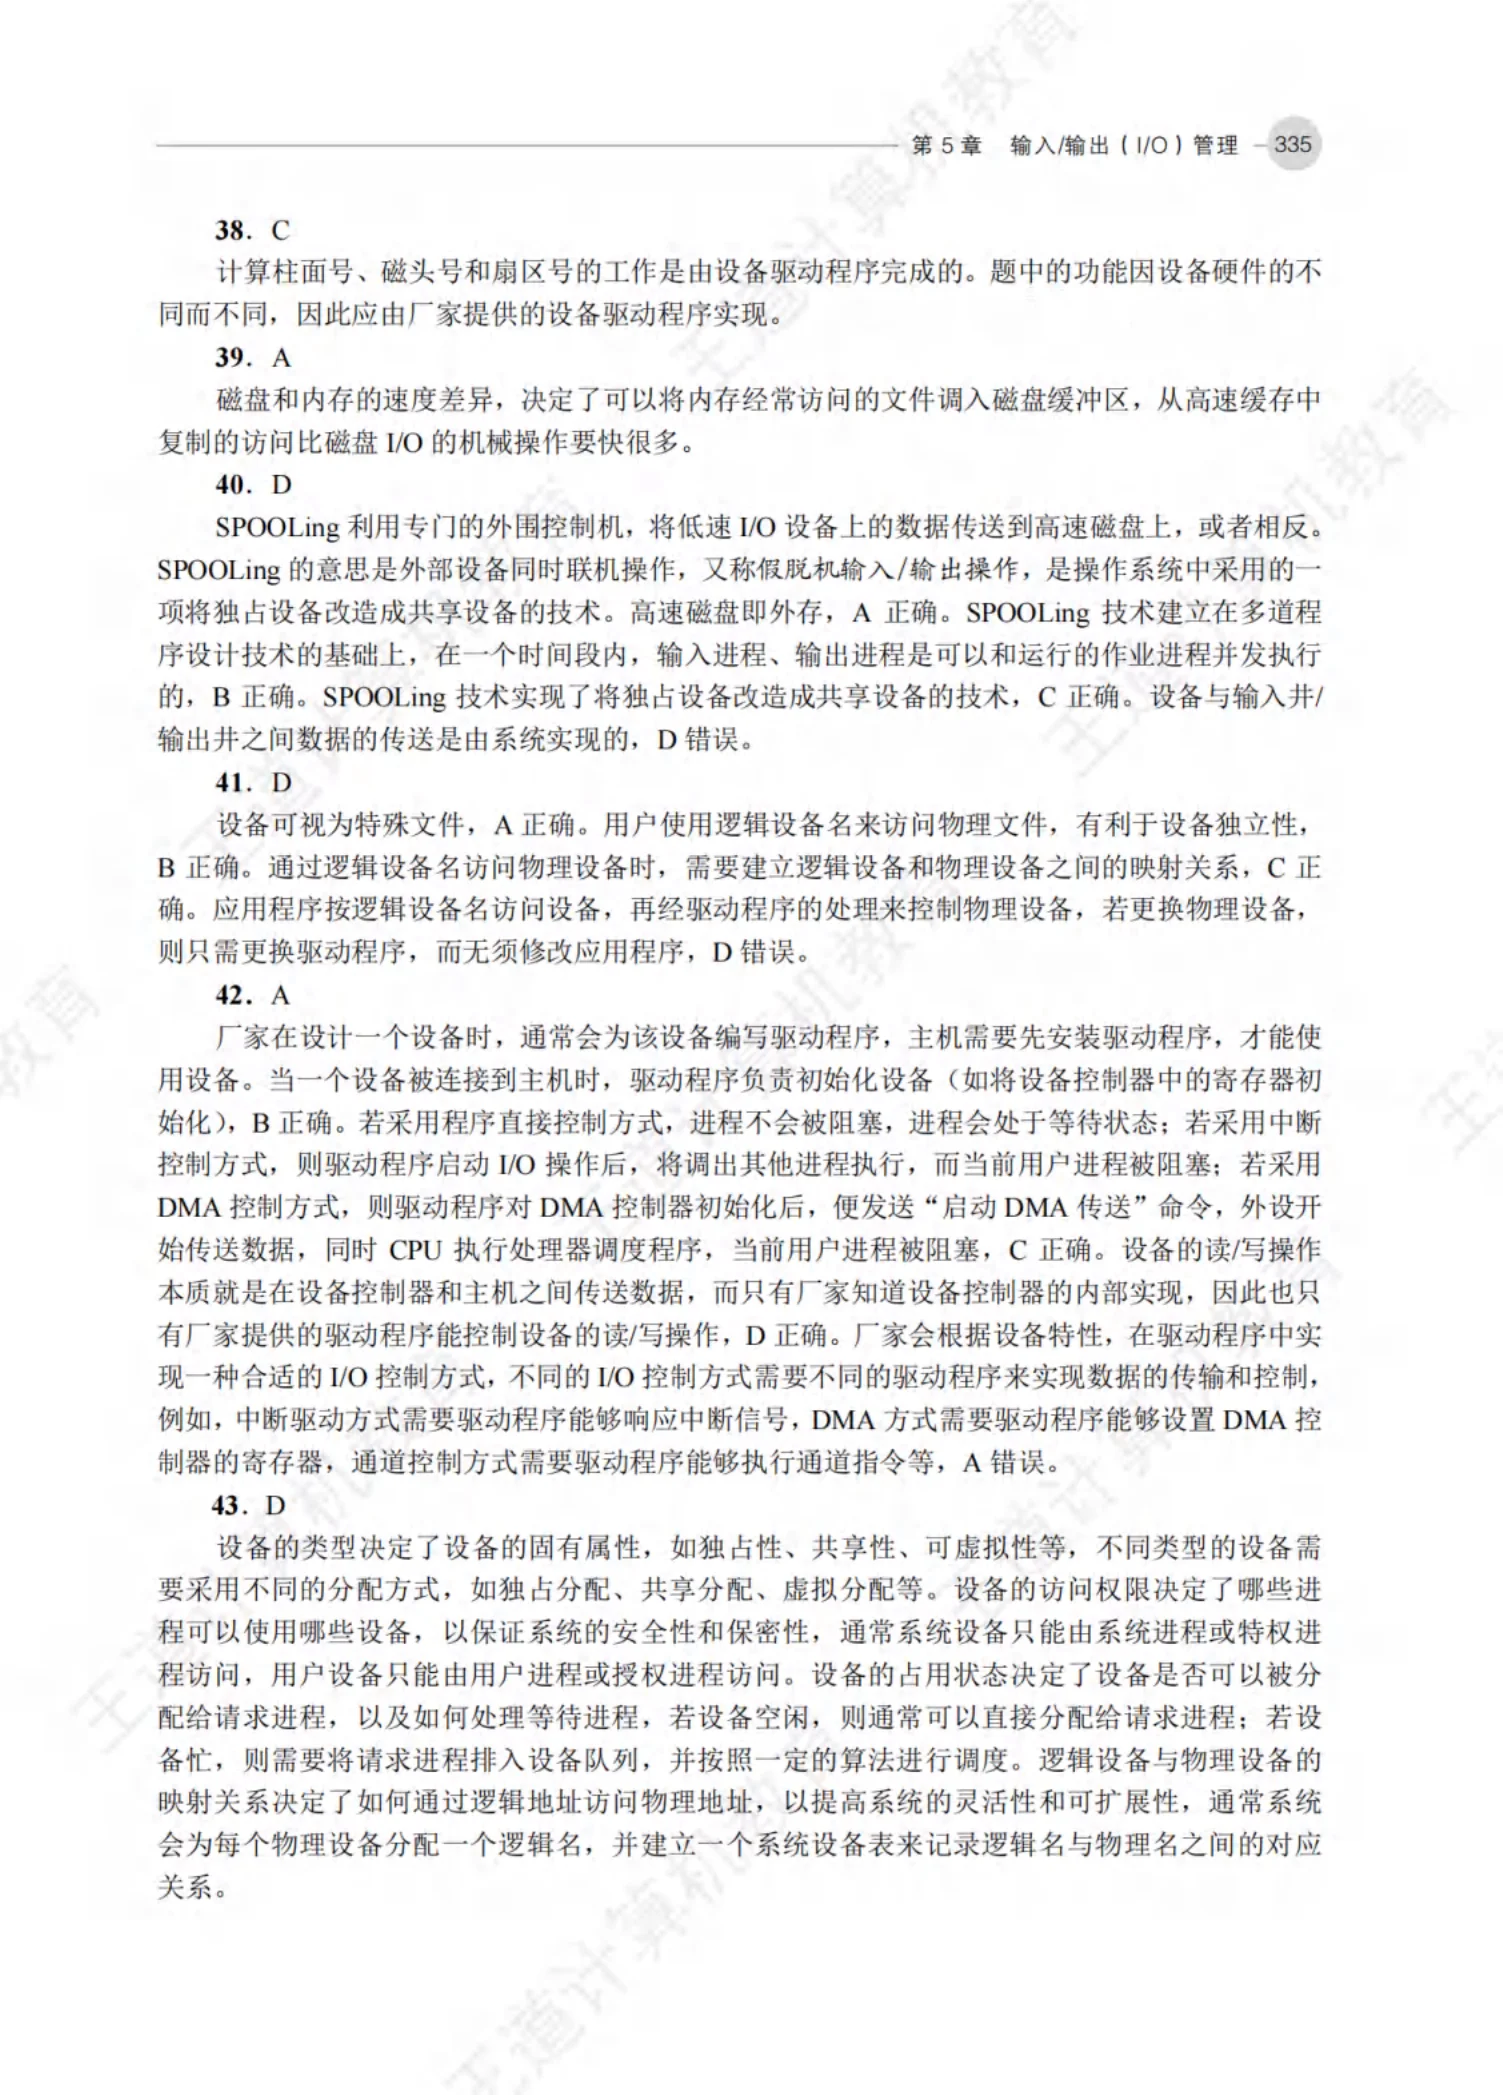 第 5 章 输入/输出（I/O）管理 335
38．C
计算柱面号、磁头号和扇区号的工作是由设备驱动程序完成的。题中的功能因设备硬件的不
同而不同，因此应由厂家提供的设备驱动程序实现。
39．A
磁盘和内存的速度差异，决定了可以将内存经常访问的文件调入磁盘缓冲区，从高速缓存中
复制的访问比磁盘 I/O 的机械操作要快很多。
40．D
SPOOLing 利用专门的外围控制机，将低速 I/O 设备上的数据传送到高速磁盘上，或者相反。
SPOOLing 的意思是外部设备同时联机操作，又称假脱机输入/输出操作，是操作系统中采用的一
项将独占设备改造成共享设备的技术。高速磁盘即外存，A 正确。SPOOLing 技术建立在多道程
序设计技术的基础上，在一个时间段内，输入进程、输出进程是可以和运行的作业进程并发执行
的，B 正确。SPOOLing 技术实现了将独占设备改造成共享设备的技术，C 正确。设备与输入井/
输出井之间数据的传送是由系统实现的，D 错误。
41．D
设备可视为特殊文件，A 正确。用户使用逻辑设备名来访问物理文件，有利于设备独立性，
B 正确。通过逻辑设备名访问物理设备时，需要建立逻辑设备和物理设备之间的映射关系，C 正
确。应用程序按逻辑设备名访问设备，再经驱动程序的处理来控制物理设备，若更换物理设备，
则只需更换驱动程序，而无须修改应用程序，D 错误。
42．A
厂家在设计一个设备时，通常会为该设备编写驱动程序，主机需要先安装驱动程序，才能使
用设备。当一个设备被连接到主机时，驱动程序负责初始化设备（如将设备控制器中的寄存器初
始化），B 正确。若采用程序直接控制方式，进程不会被阻塞，进程会处于等待状态；若采用中断
控制方式，则驱动程序启动 I/O 操作后，将调出其他进程执行，而当前用户进程被阻塞；若采用
DMA 控制方式，则驱动程序对 DMA 控制器初始化后，便发送“启动 DMA 传送”命令，外设开
始传送数据，同时 CPU 执行处理器调度程序，当前用户进程被阻塞，C 正确。设备的读/写操作
本质就是在设备控制器和主机之间传送数据，而只有厂家知道设备控制器的内部实现，因此也只
有厂家提供的驱动程序能控制设备的读/写操作，D 正确。厂家会根据设备特性，在驱动程序中实
现一种合适的 I/O 控制方式，不同的 I/O 控制方式需要不同的驱动程序来实现数据的传输和控制，
例如，中断驱动方式需要驱动程序能够响应中断信号，DMA 方式需要驱动程序能够设置 DMA 控
制器的寄存器，通道控制方式需要驱动程序能够执行通道指令等，A 错误。
43．D
设备的类型决定了设备的固有属性，如独占性、共享性、可虚拟性等，不同类型的设备需
要采用不同的分配方式，如独占分配、共享分配、虚拟分配等。设备的访问权限决定了哪些进
程可以使用哪些设备，以保证系统的安全性和保密性，通常系统设备只能由系统进程或特权进
程访问，用户设备只能由用户进程或授权进程访问。设备的占用状态决定了设备是否可以被分
配给请求进程，以及如何处理等待进程，若设备空闲，则通常可以直接分配给请求进程；若设
备忙，则需要将请求进程排入设备队列，并按照一定的算法进行调度。逻辑设备与物理设备的
映射关系决定了如何通过逻辑地址访问物理地址，以提高系统的灵活性和可扩展性，通常系统
会为每个物理设备分配一个逻辑名，并建立一个系统设备表来记录逻辑名与物理名之间的对应
关系。
王道计算机教育
王道计算机教育
王道计算机教育
王道计算机教育
教育
王道
王道计算机教育
王道计算机教育
王道计算机教育